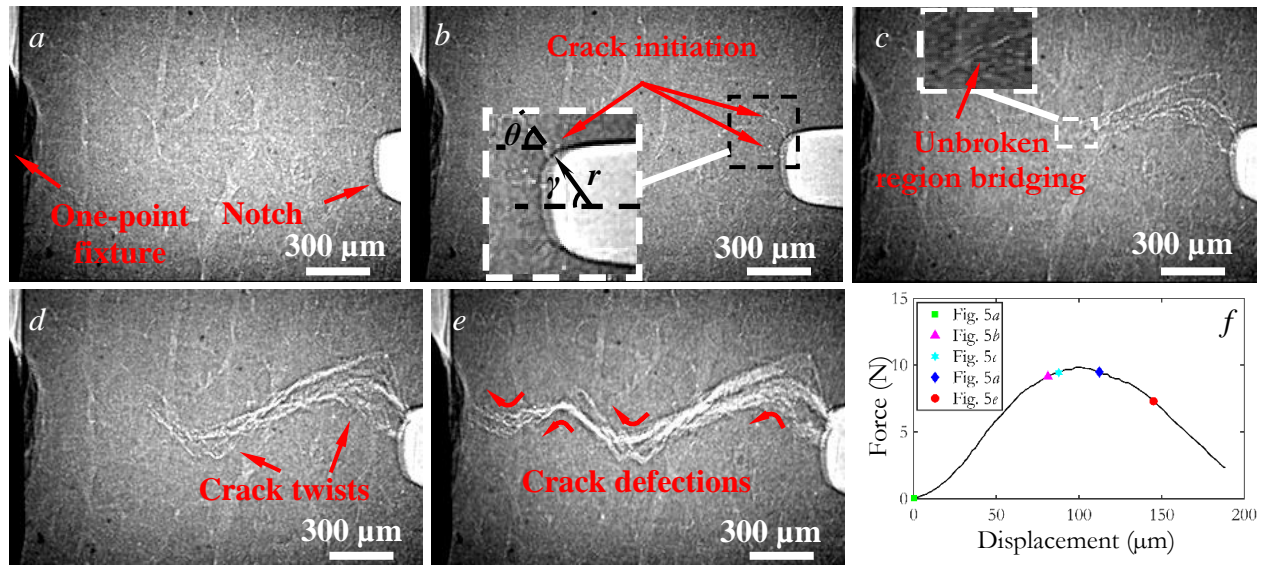 a
One-point
fixture
Notch
300 µm
b
Crack initiation
θ
γ
r
300 µm
c
Unbroken
region bridging
300 µm
d
Crack twists
300 µm
e
Crack defections
300 µm
f
15
10
5
0
Force (N)
Fig. 5a
Fig. 5b
Fig. 5c
Fig. 5a
Fig. 5e
0
50
100
150
200
Displacement (µm)